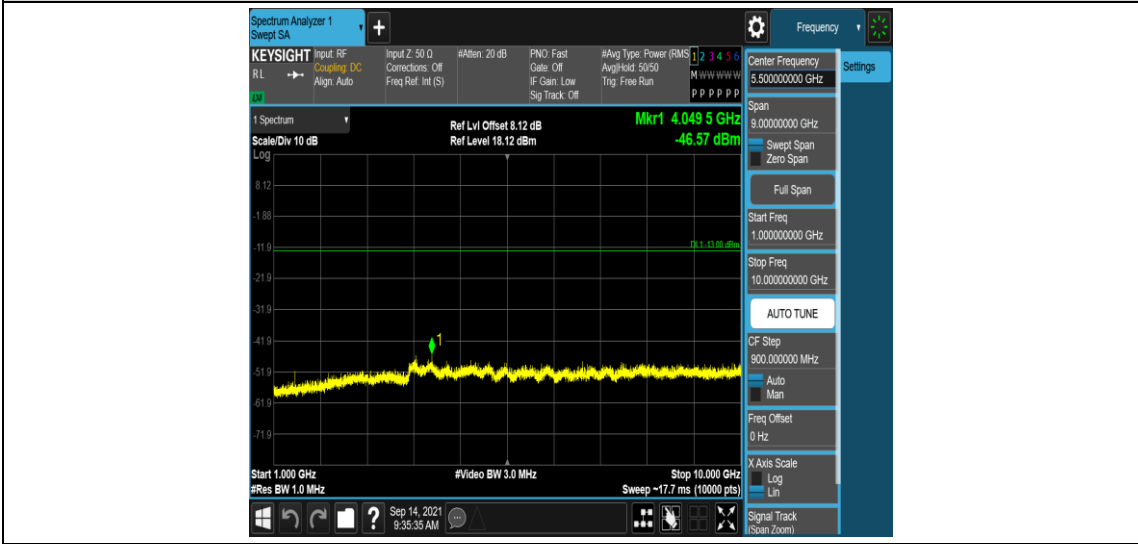 Spectrum Analyzer 1
Swept SA
+
Frequency
KEYSIGHT
RL
Input: RF
Coupling: DC
Align: Auto
Input Z: 50 Ω
Corrections: Off
Freq Ref: Int (S)
#Atten: 20 dB
PNO: Fast
Gate: Off
IF Gain: Low
Sig Track: Off
#Avg Type: Power (RMS
Avg|Hold: 50/50
Trig: Free Run
1 2 3 4 5 6
M W W W W W
P P P P P P
1 Spectrum
Scale/Div 10 dB
Log
Ref Lvl Offset 8.12 dB
Ref Level 18.12 dBm
Mkr1 4.049 5 GHz
-46.57 dBm
8.12
-1.88
-11.9
-21.9
-31.9
-41.9
-51.9
-61.9
-71.9
DL1 -13.00 dBm
1
Start 1.000 GHz
#Res BW 1.0 MHz
#Video BW 3.0 MHz
Stop 10.000 GHz
Sweep ~17.7 ms (10000 pts)
?
Sep 14, 2021
9:35:35 AM
Center Frequency
5.500000000 GHz
Span
9.00000000 GHz
Swept Span
Zero Span
Full Span
Start Freq
1.000000000 GHz
Stop Freq
10.000000000 GHz
AUTO TUNE
CF Step
900.000000 MHz
Auto
Man
Freq Offset
0 Hz
X Axis Scale
Log
Lin
Signal Track
(Span Zoom)
Settings